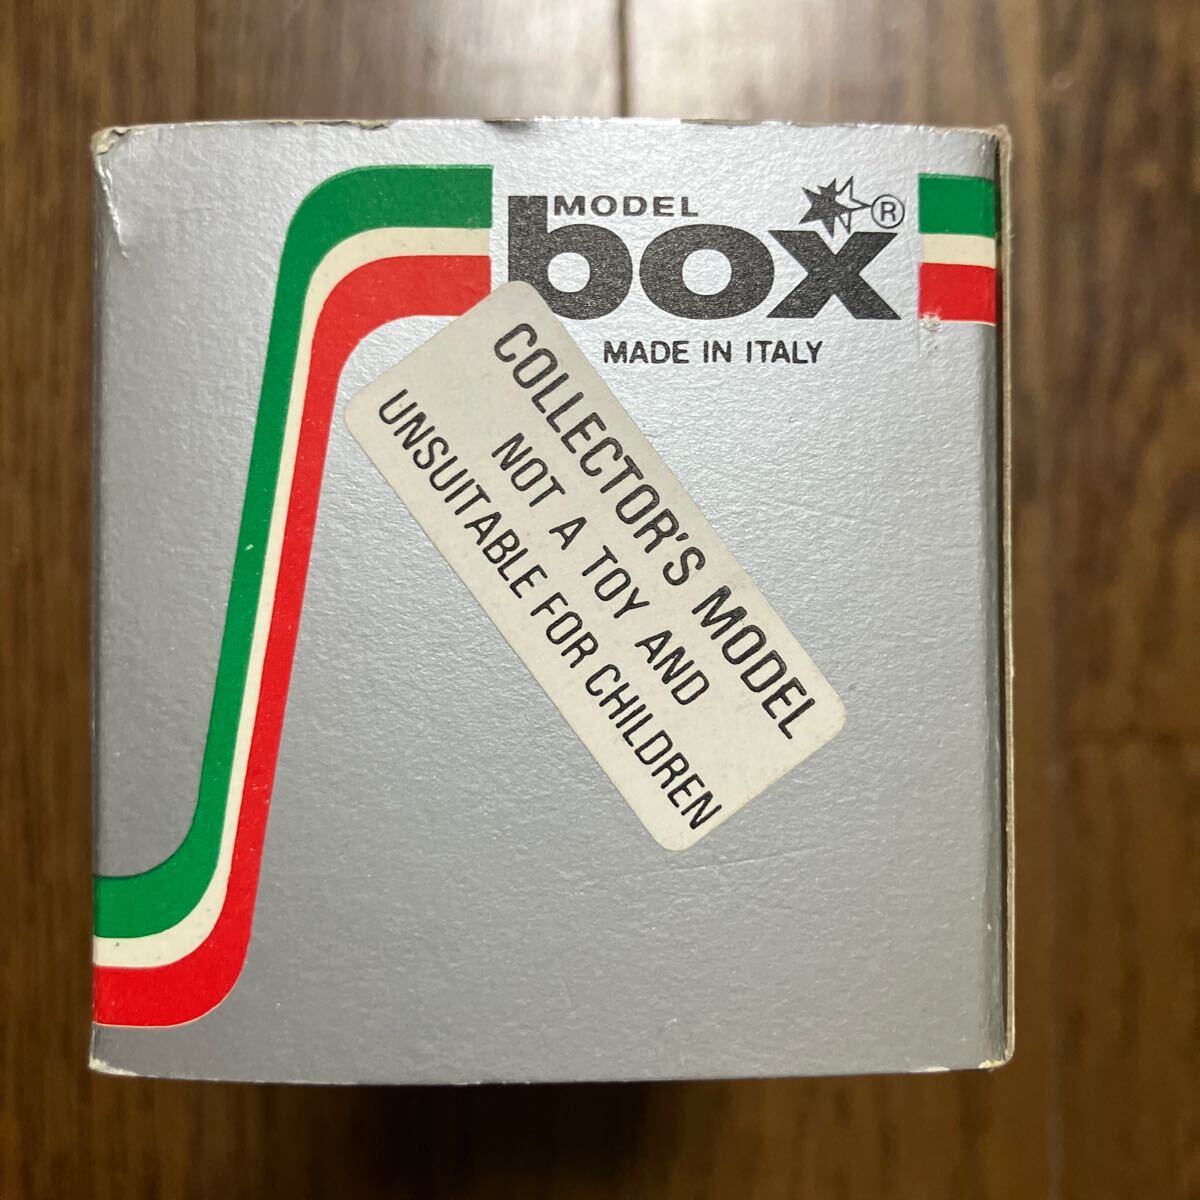 MODEL
box ®
MADE IN ITALY
COLLECTOR'S MODEL
NOT A TOY AND
UNSUITABLE FOR CHILDREN